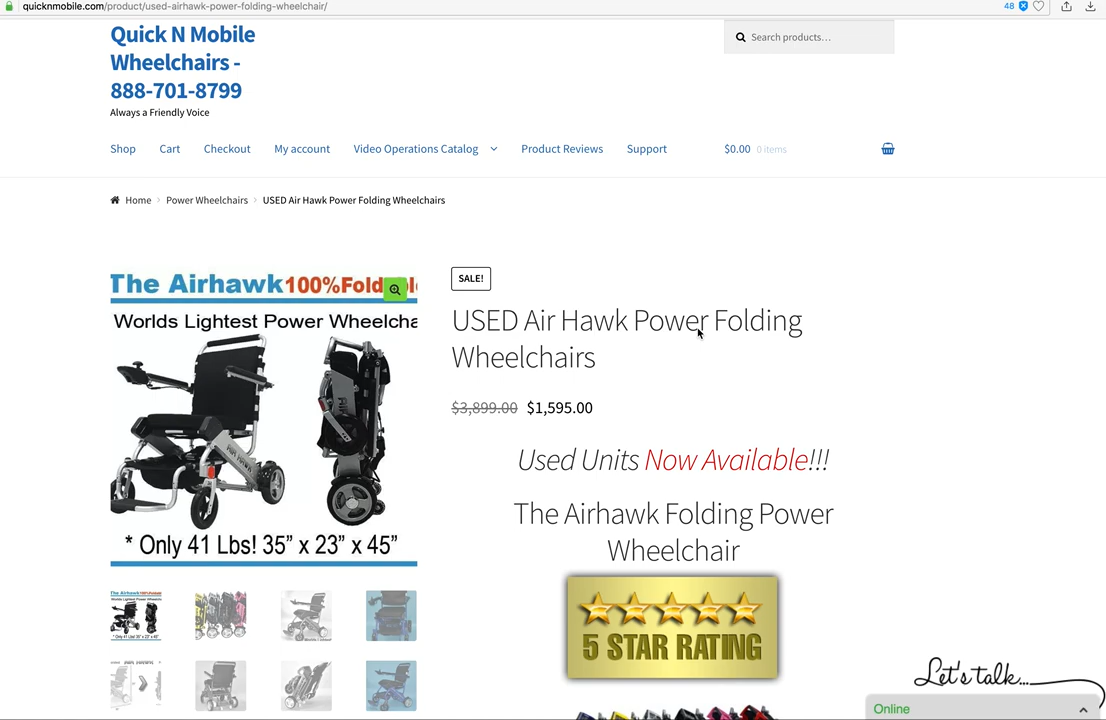 quicknmobile.com/product/used-airhawk-power-folding-wheelchair/
48
Quick N Mobile
Wheelchairs -
888-701-8799
Always a Friendly Voice
Search products…
Shop Cart Checkout My account Video Operations Catalog Product Reviews Support $0.00 0 items
Home > Power Wheelchairs > USED Air Hawk Power Folding Wheelchairs
The Airhawk 100%
Worlds Lightest Power
AIR HAWK
* Only 41 Lbs! 35” x 23” x 45”
SALE!
USED Air Hawk Power Folding
Wheelchairs
$3,899.00 $1,595.00
Used Units Now Available!!!
The Airhawk Folding Power
Wheelchair
5 STAR RATING
Let's talk...
Online